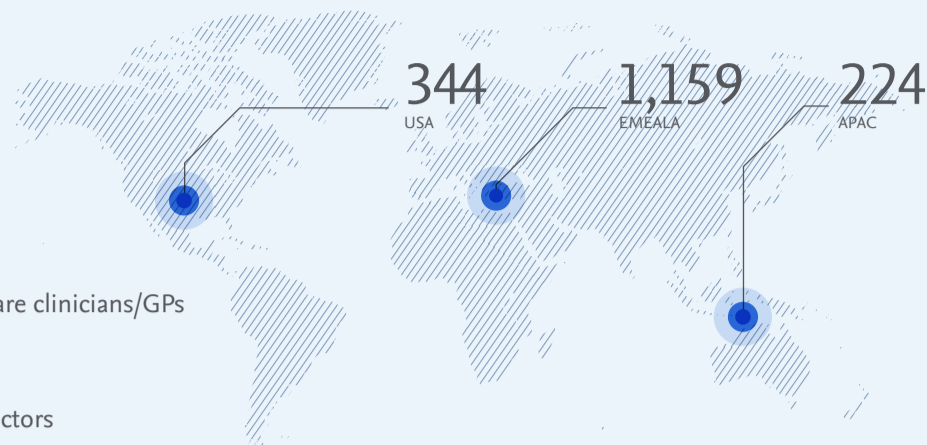 344
USA
1,159
EMEALA
224
APAC
are clinicians/GPs
ctors